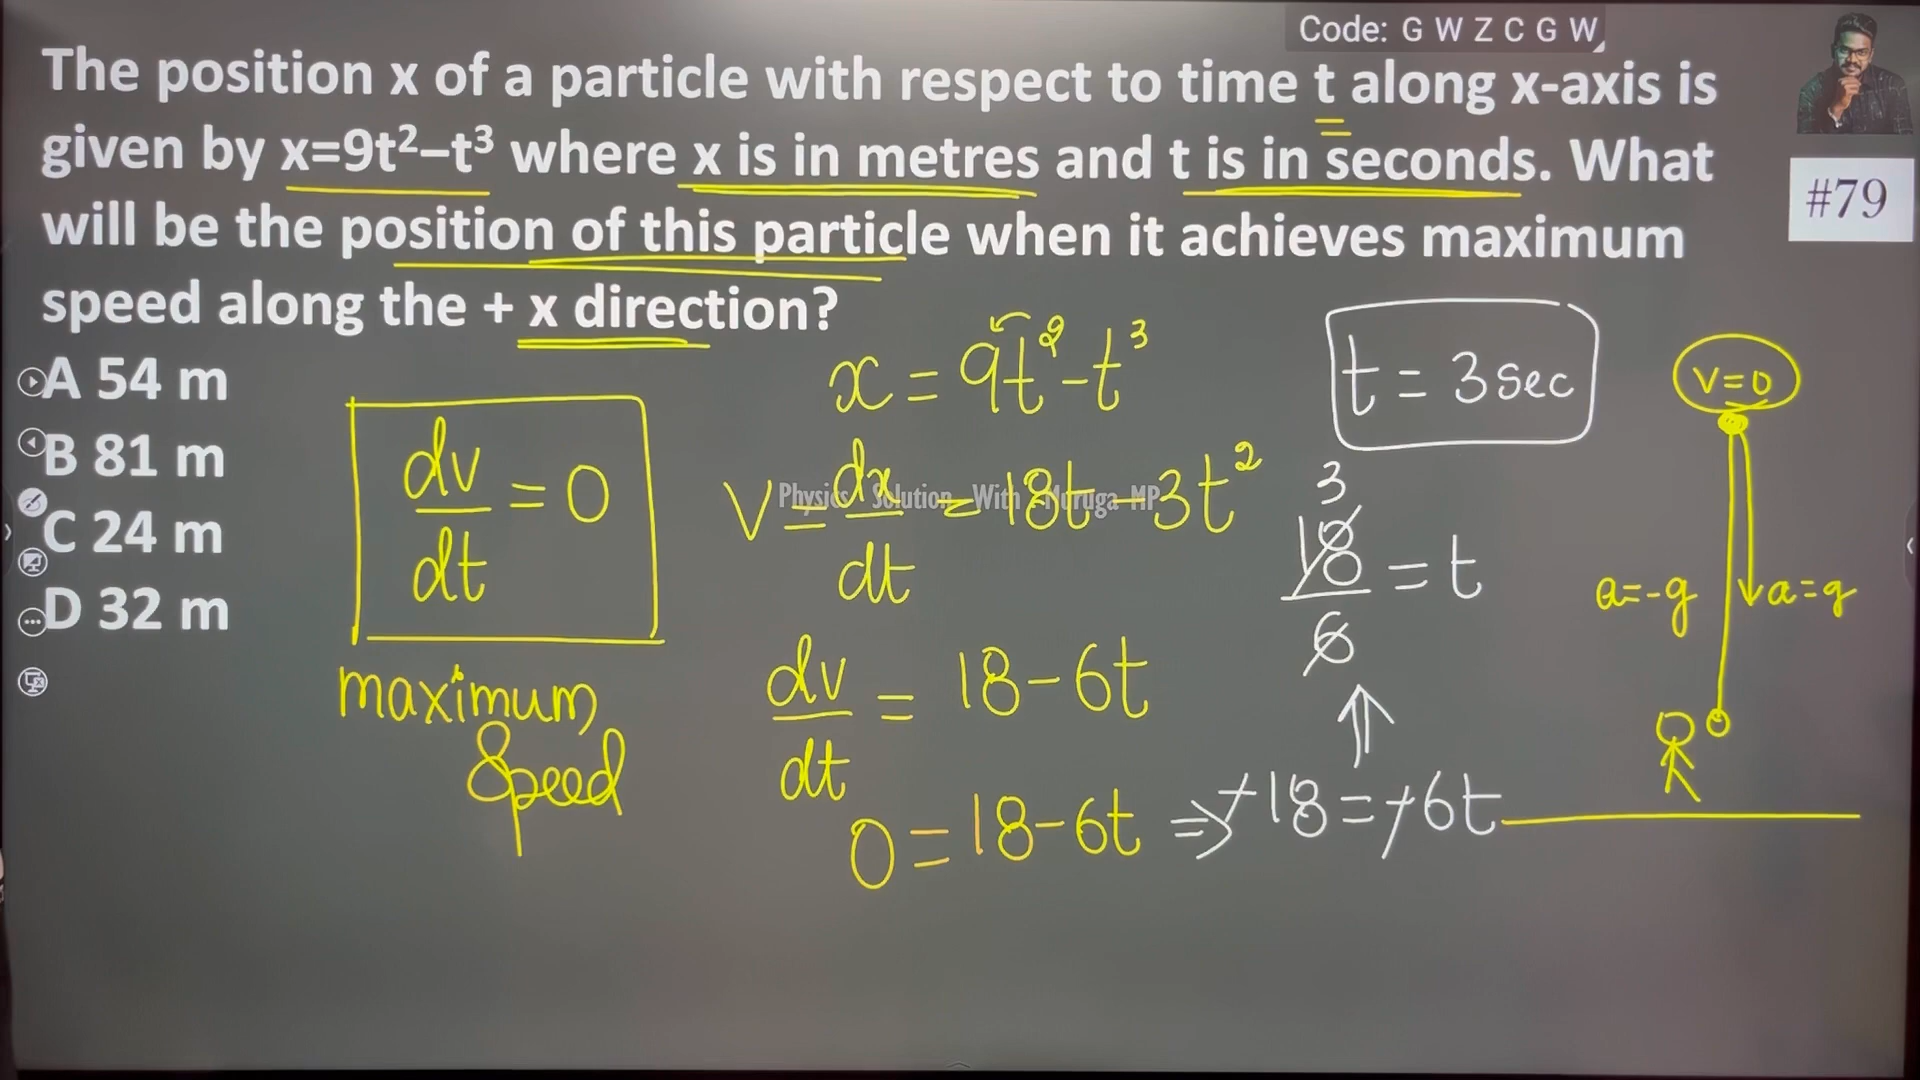 Code: G W Z C G W
The position x of a particle with respect to time t along x-axis is
given by x=9t²–t³ where x is in metres and t is in seconds. What
will be the position of this particle when it achieves maximum
speed along the + x direction?
#79
A 54 m
B 81 m
C 24 m
D 32 m
dv/dt = 0
maximum
Speed
x = 9t² - t³
v = dx/dt = 18t - 3t²
Physics Solution With Muruga MP
dv/dt = 18 - 6t
0 = 18 - 6t ⇒ +18 = +6t
3
18/6 = t
t = 3 sec
v=0
a=-g
a=g